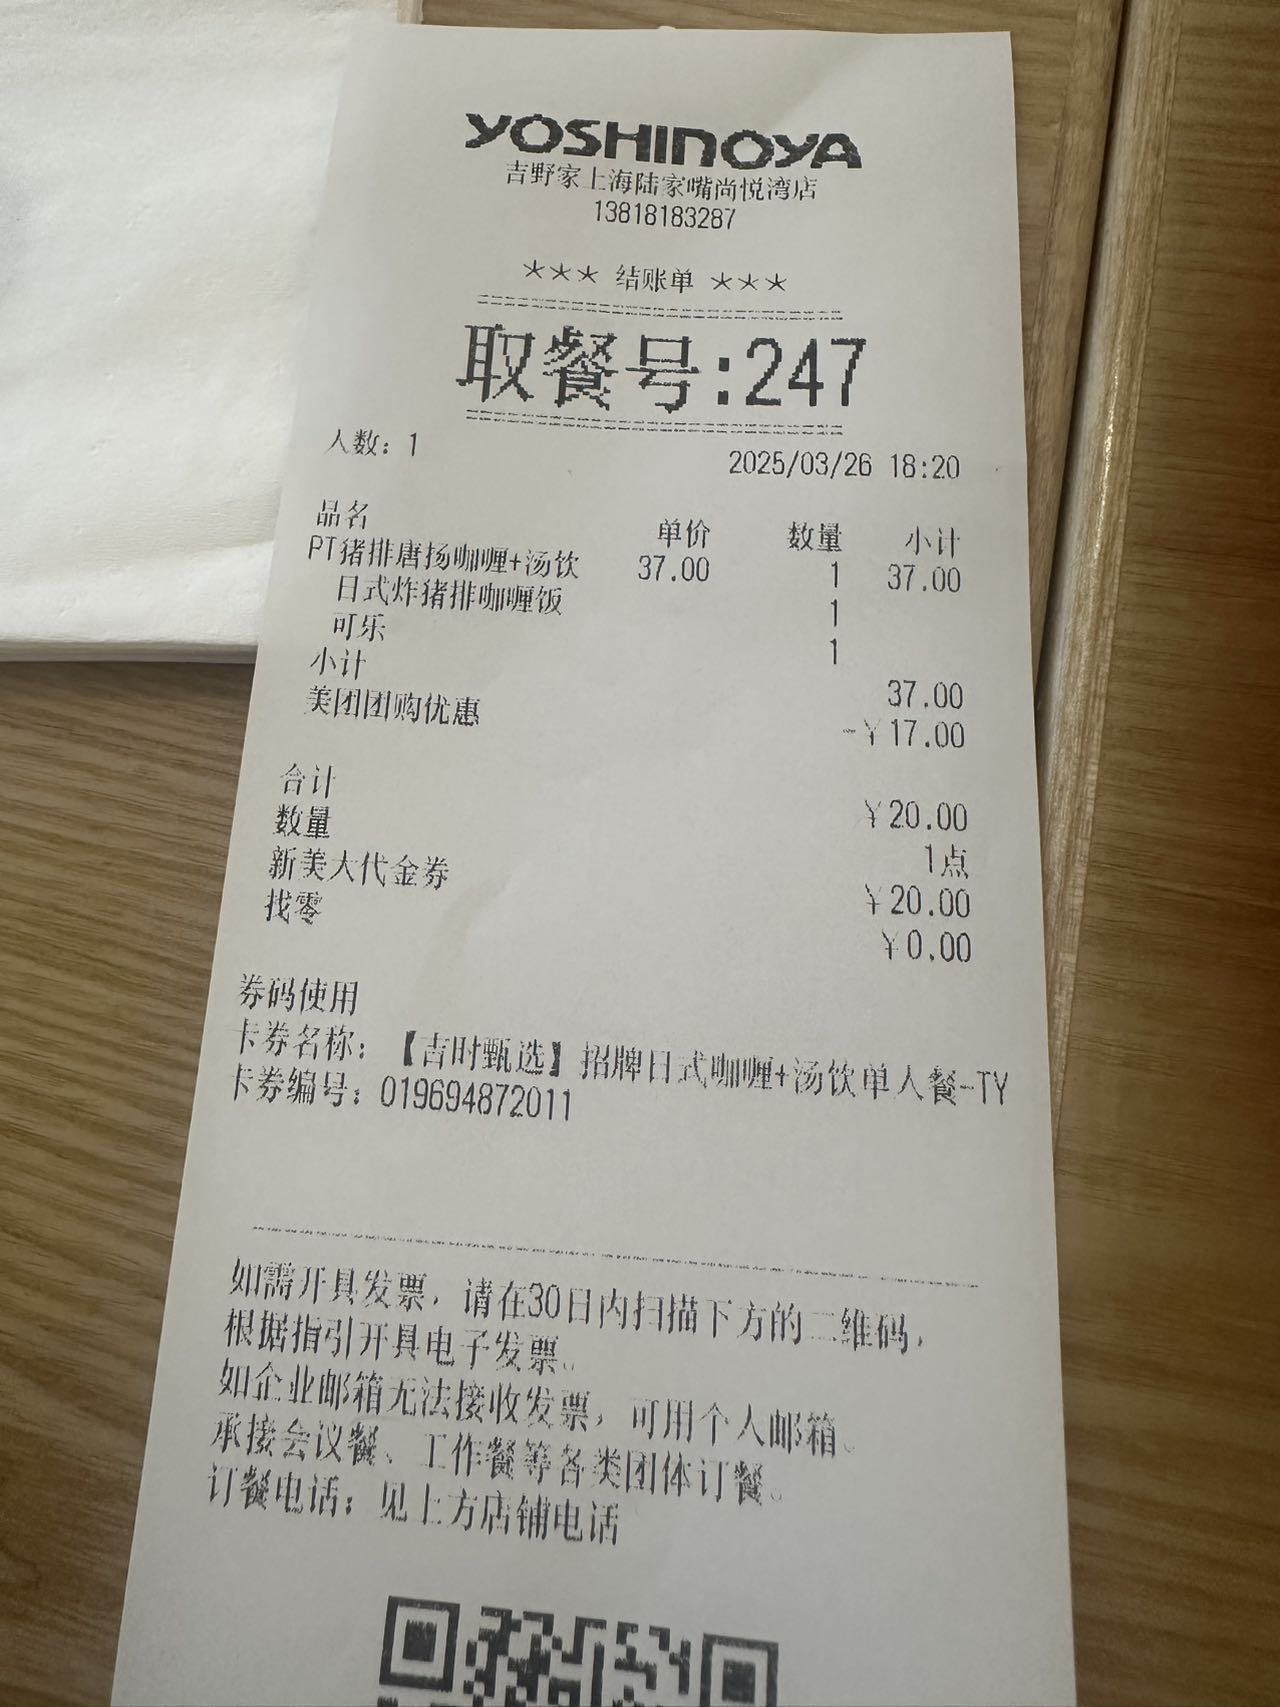 YOSHINOYA
吉野家上海陆家嘴尚悦湾店
13818183287
*** 结账单 ***
取餐号:247
人数: 1 2025/03/26 18:20
品名 单价 数量 小计
PT猪排唐扬咖喱+汤饮 37.00 1 37.00
日式炸猪排咖喱饭 1
可乐 1
小计 37.00
美团团购优惠 -¥17.00
合计 ¥20.00
数量 1点
新美大代金券 ¥20.00
找零 ¥0.00
券码使用
卡券名称: 【吉时甄选】招牌日式咖喱+汤饮单人餐-TY
卡券编号: 019694872011
如需开具发票, 请在30日内扫描下方的二维码,
根据指引开具电子发票。
如企业邮箱无法接收发票, 可用个人邮箱。
承接会议餐、工作餐等各类团体订餐。
订餐电话: 见上方店铺电话